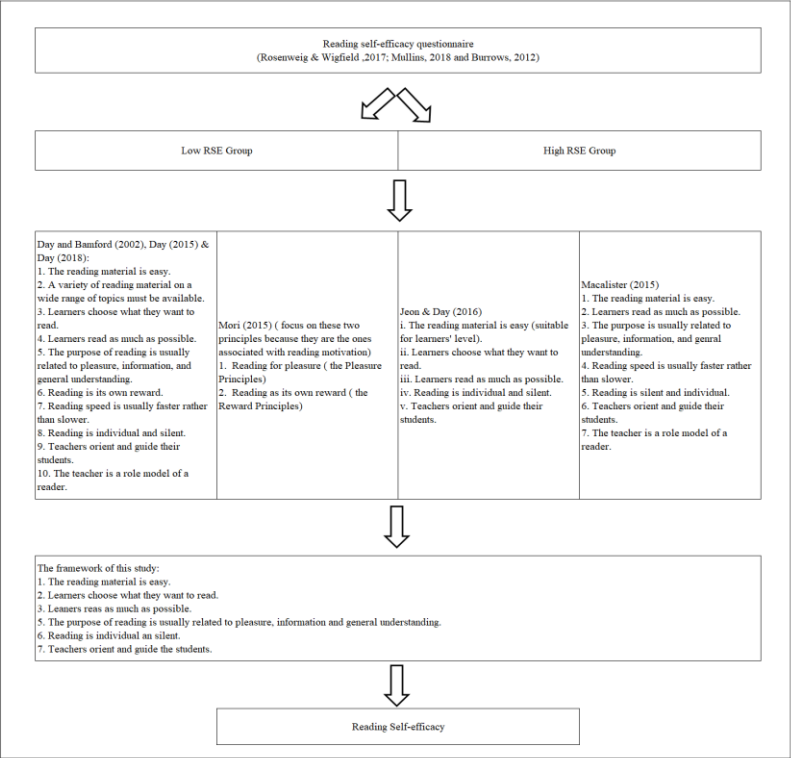 Reading self-efficacy questionnaire
(Rosenweig & Wigfield ,2017; Mullins, 2018 and Burrows, 2012)
Low RSE Group
High RSE Group
Day and Bamford (2002), Day (2015) &
Day (2018):
1. The reading material is easy.
2. A variety of reading material on a
wide range of topics must be available.
3. Learners choose what they want to
read.
4. Learners read as much as possible.
5. The purpose of reading is usually
related to pleasure, information, and
general understanding.
6. Reading is its own reward.
7. Reading speed is usually faster rather
than slower.
8. Reading is individual and silent.
9. Teachers orient and guide their
students.
10. The teacher is a role model of a
reader.
Mori (2015) ( focus on these two
principles because they are the ones
associated with reading motivation)
1. Reading for pleasure ( the Pleasure
Principles)
2. Reading as its own reward ( the
Reward Principles)
Jeon & Day (2016)
i. The reading material is easy (suitable
for learners' level).
ii. Learners choose what they want to
read.
iii. Learners read as much as possible.
iv. Reading is individual and silent.
v. Teachers orient and guide their
students.
Macalister (2015)
1. The reading material is easy.
2. Learners read as much as possible.
3. The purpose is usually related to
pleasure, information, and genral
understanding.
4. Reading speed is usually faster rather
than slower.
5. Reading is silent and individual.
6. Teachers orient and guide their
students.
7. The teacher is a role model of a
reader.
The framework of this study:
1. The reading material is easy.
2. Learners choose what they want to read.
3. Leaners reas as much as possible.
5. The purpose of reading is usually related to pleasure, information and general understanding.
6. Reading is individual an silent.
7. Teachers orient and guide the students.
Reading Self-efficacy